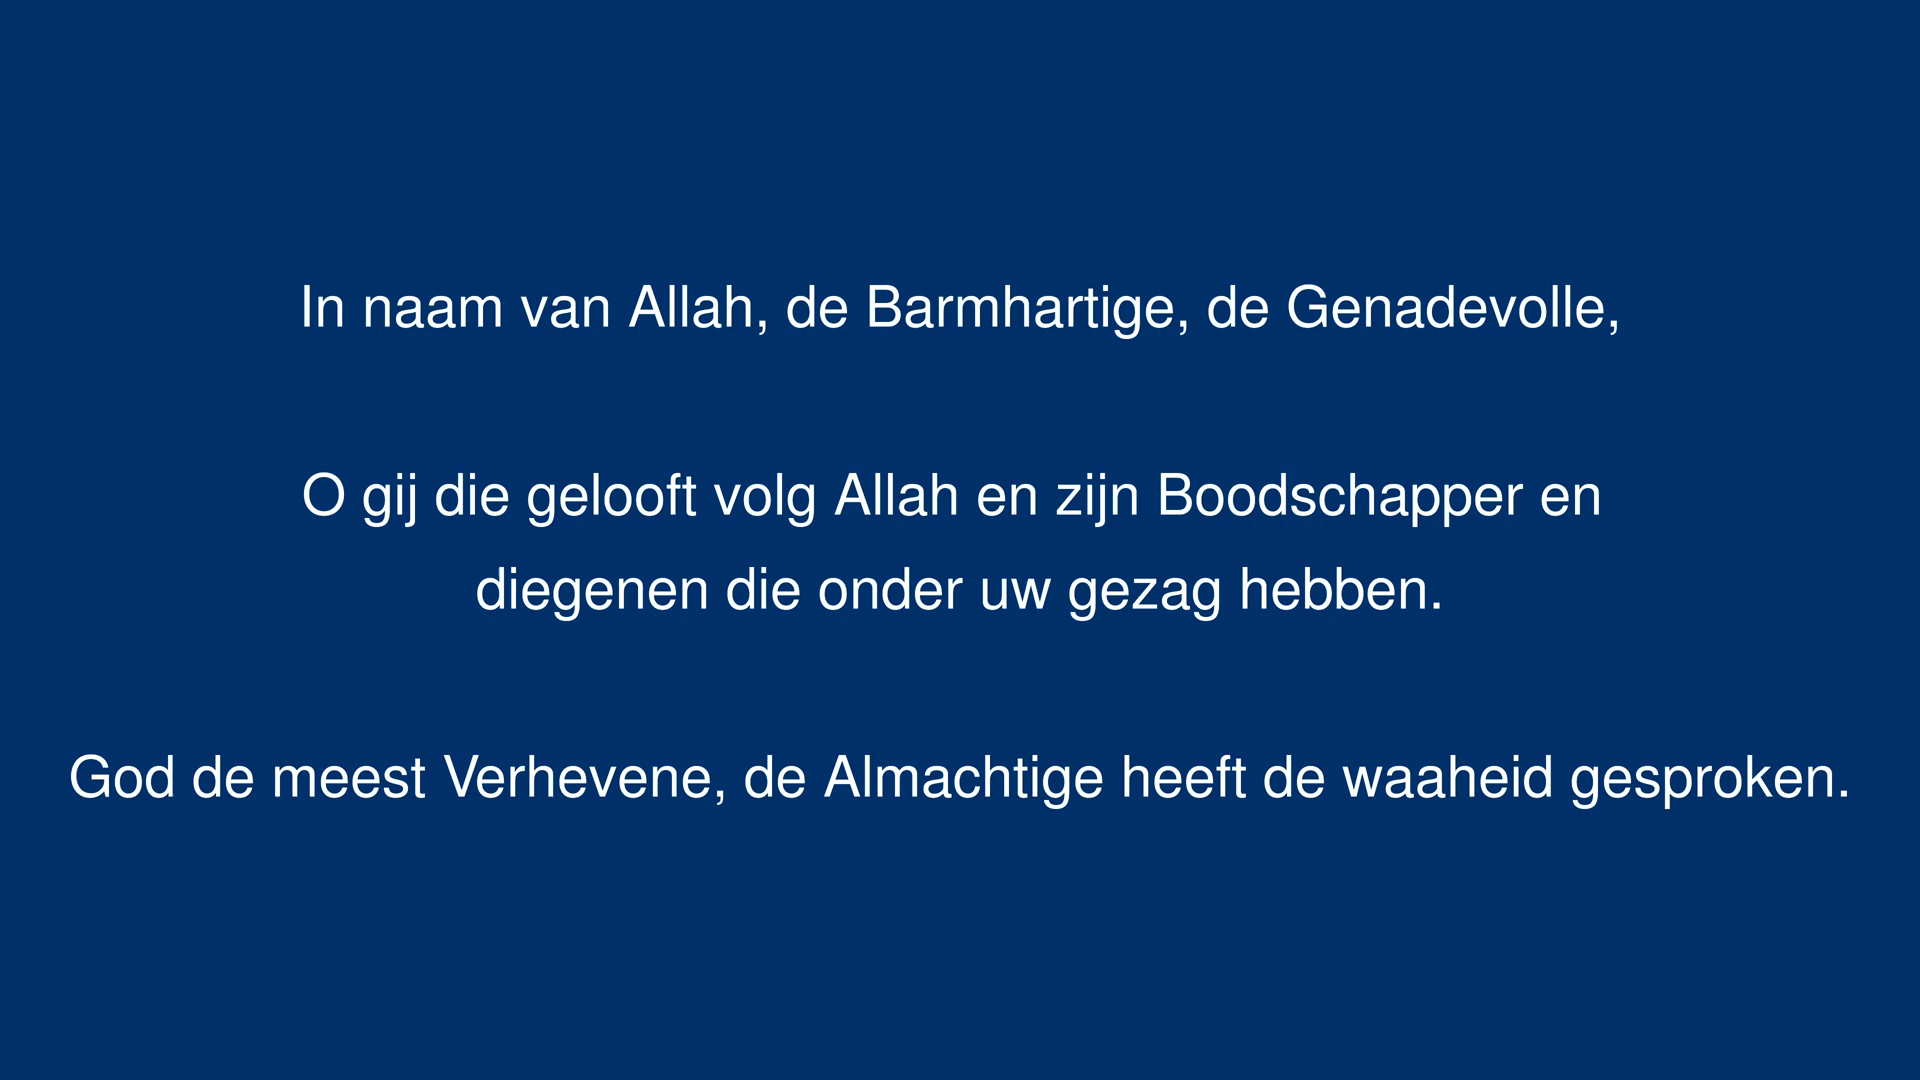 In naam van Allah, de Barmhartige, de Genadevolle,
O gij die gelooft volg Allah en zijn Boodschapper en
diegenen die onder uw gezag hebben.
God de meest Verhevene, de Almachtige heeft de waaheid gesproken.